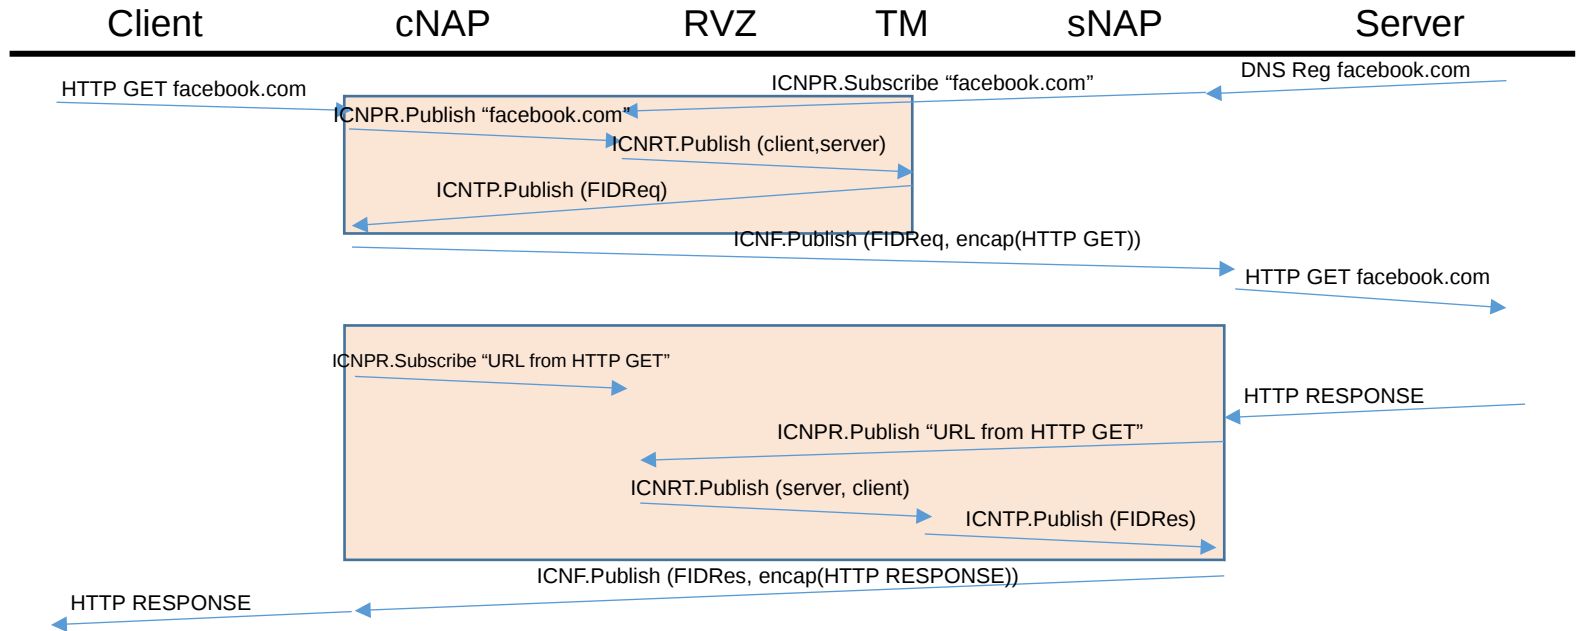 Client cNAP RVZ TM sNAP Server
DNS Reg facebook.com
ICNPR.Subscribe “facebook.com”
HTTP GET facebook.com
ICNPR.Publish “facebook.com”
ICNRT.Publish (client,server)
ICNTP.Publish (FIDReq)
ICNF.Publish (FIDReq, encap(HTTP GET))
HTTP GET facebook.com
ICNPR.Subscribe “URL from HTTP GET”
HTTP RESPONSE
ICNPR.Publish “URL from HTTP GET”
ICNRT.Publish (server, client)
ICNTP.Publish (FIDRes)
ICNF.Publish (FIDRes, encap(HTTP RESPONSE))
HTTP RESPONSE